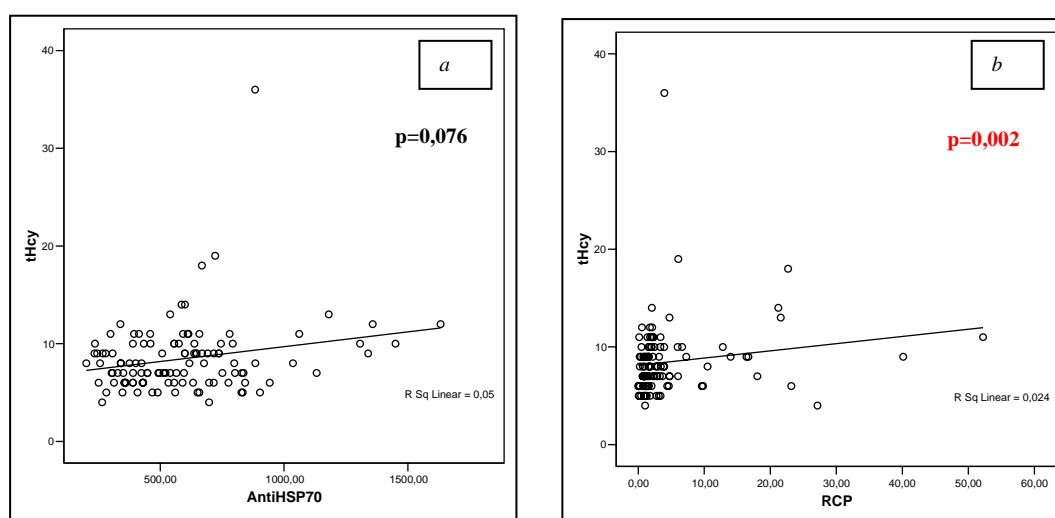 a
p=0,076
40
30
20
10
0
tHcy
R Sq Linear = 0,05
500,00 1000,00 1500,00
AntiHSP70
b
p=0,002
40
30
20
10
0
tHcy
R Sq Linear = 0,024
0,00 10,00 20,00 30,00 40,00 50,00 60,00
RCP